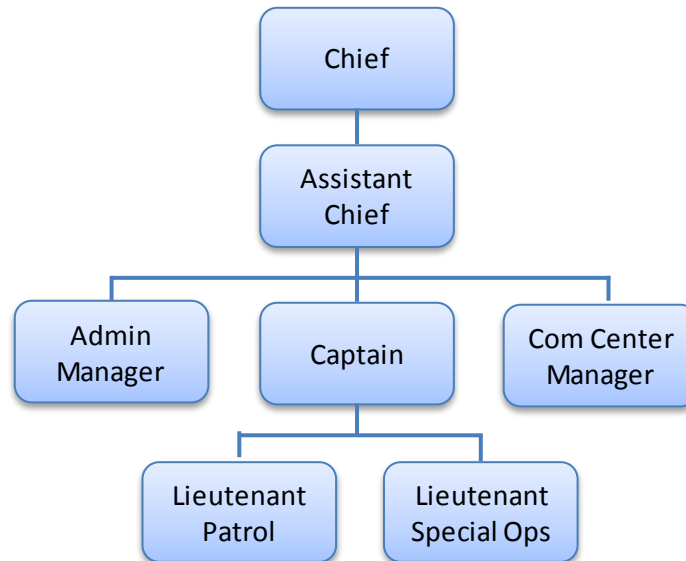 Chief
Assistant
Chief
Admin
Manager
Captain
Com Center
Manager
Lieutenant
Patrol
Lieutenant
Special Ops